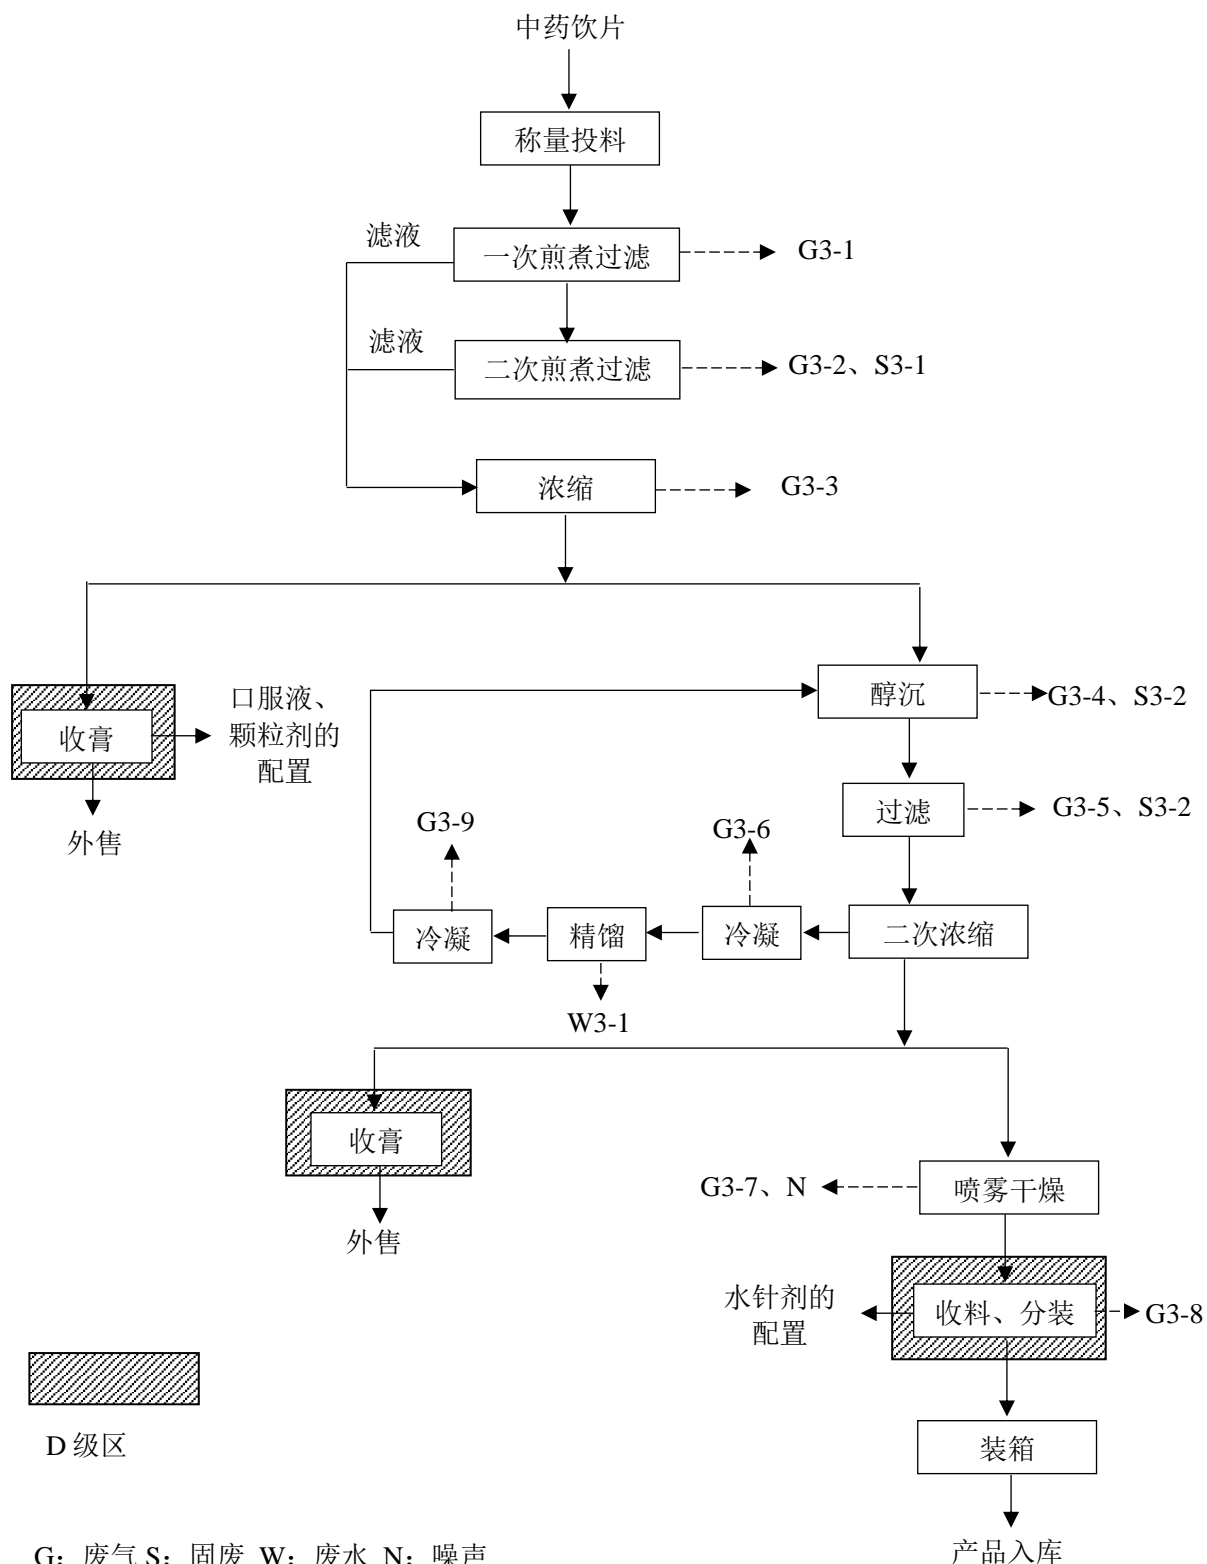 中药饮片
称量投料
滤液
一次煎煮过滤
G3-1
滤液
二次煎煮过滤
G3-2、S3-1
浓缩
G3-3
醇沉
G3-4、S3-2
收膏
口服液、
颗粒剂的
配置
外售
过滤
G3-5、S3-2
G3-9
G3-6
冷凝
精馏
冷凝
二次浓缩
W3-1
收膏
外售
G3-7、N
喷雾干燥
水针剂的
配置
收料、分装
G3-8
D 级区
装箱
产品入库
G：废气 S：固废 W：废水 N：噪声